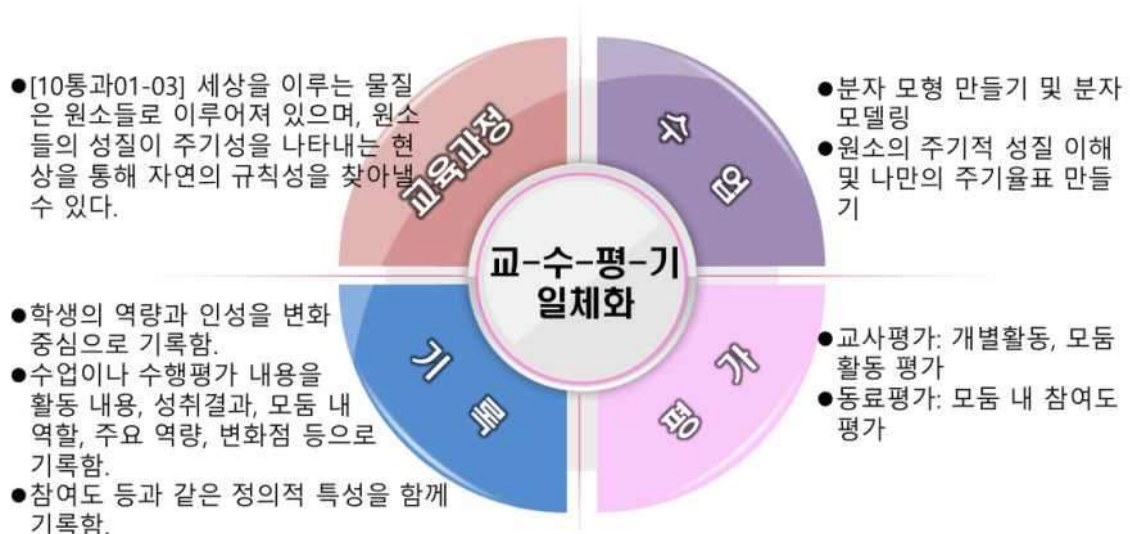 ●[10통과01-03] 세상을 이루는 물질
은 원소들로 이루어져 있으며, 원소
들의 성질이 주기성을 나타내는 현
상을 통해 자연의 규칙성을 찾아낼
수 있다.
교육과정
수업
●분자 모형 만들기 및 분자
모델링
●원소의 주기적 성질 이해
및 나만의 주기율표 만들
기
교-수-평-기
일체화
●학생의 역량과 인성을 변화
중심으로 기록함.
●수업이나 수행평가 내용을
활동 내용, 성취결과, 모둠 내
역할, 주요 역량, 변화점 등으로
기록함.
●참여도 등과 같은 정의적 특성을 함께
기록함.
기록
평가
●교사평가: 개별활동, 모둠
활동 평가
●동료평가: 모둠 내 참여도
평가